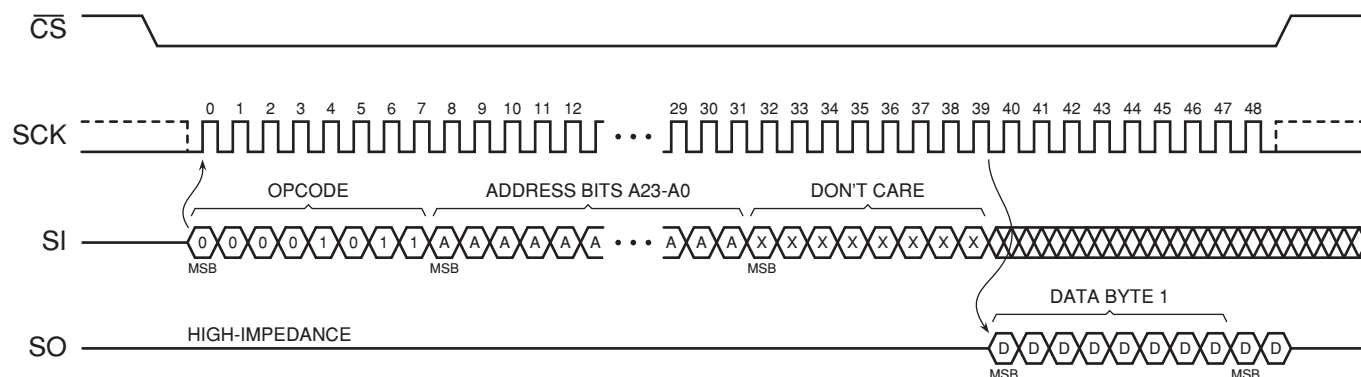 CS
0 1 2 3 4 5 6 7 8 9 10 11 12 29 30 31 32 33 34 35 36 37 38 39 40 41 42 43 44 45 46 47 48
SCK
OPCODE ADDRESS BITS A23-A0 DON'T CARE
SI 0 0 0 0 1 0 1 1 A A A A A A A A A X X X X X X X X
MSB MSB MSB
DATA BYTE 1
HIGH-IMPEDANCE
SO D D D D D D D D D D
MSB MSB